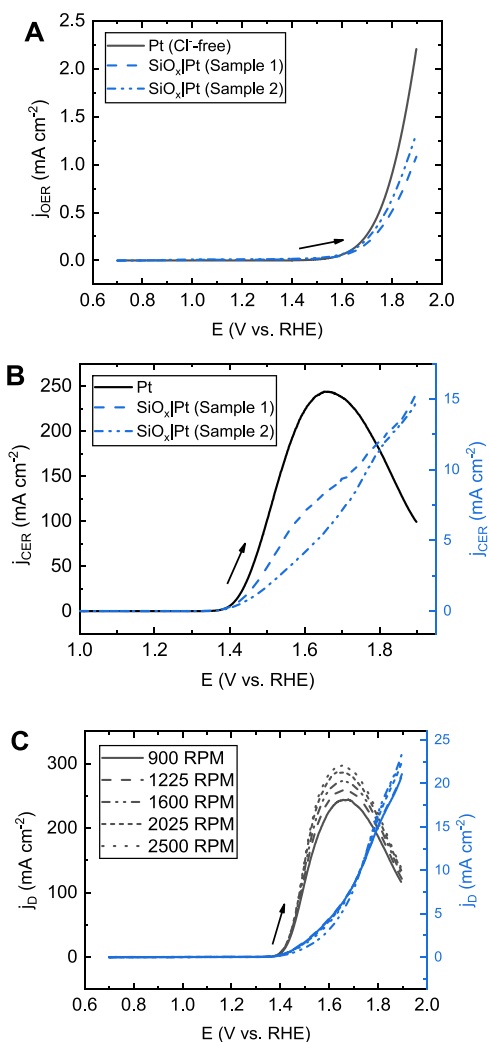 A
Pt (Cl⁻-free)
SiOₓ|Pt (Sample 1)
SiOₓ|Pt (Sample 2)
2.5
2.0
1.5
1.0
0.5
0.0
j_OER (mA cm⁻²)
0.6 0.8 1.0 1.2 1.4 1.6 1.8 2.0
E (V vs. RHE)
B
Pt
SiOₓ|Pt (Sample 1)
SiOₓ|Pt (Sample 2)
250
200
150
100
50
0
j_CER (mA cm⁻²)
15
10
5
0
j_CER (mA cm⁻²)
1.0 1.2 1.4 1.6 1.8
E (V vs. RHE)
C
900 RPM
1225 RPM
1600 RPM
2025 RPM
2500 RPM
300
200
100
0
j_D (mA cm⁻²)
25
20
15
10
5
0
j_D (mA cm⁻²)
0.6 0.8 1.0 1.2 1.4 1.6 1.8 2.0
E (V vs. RHE)